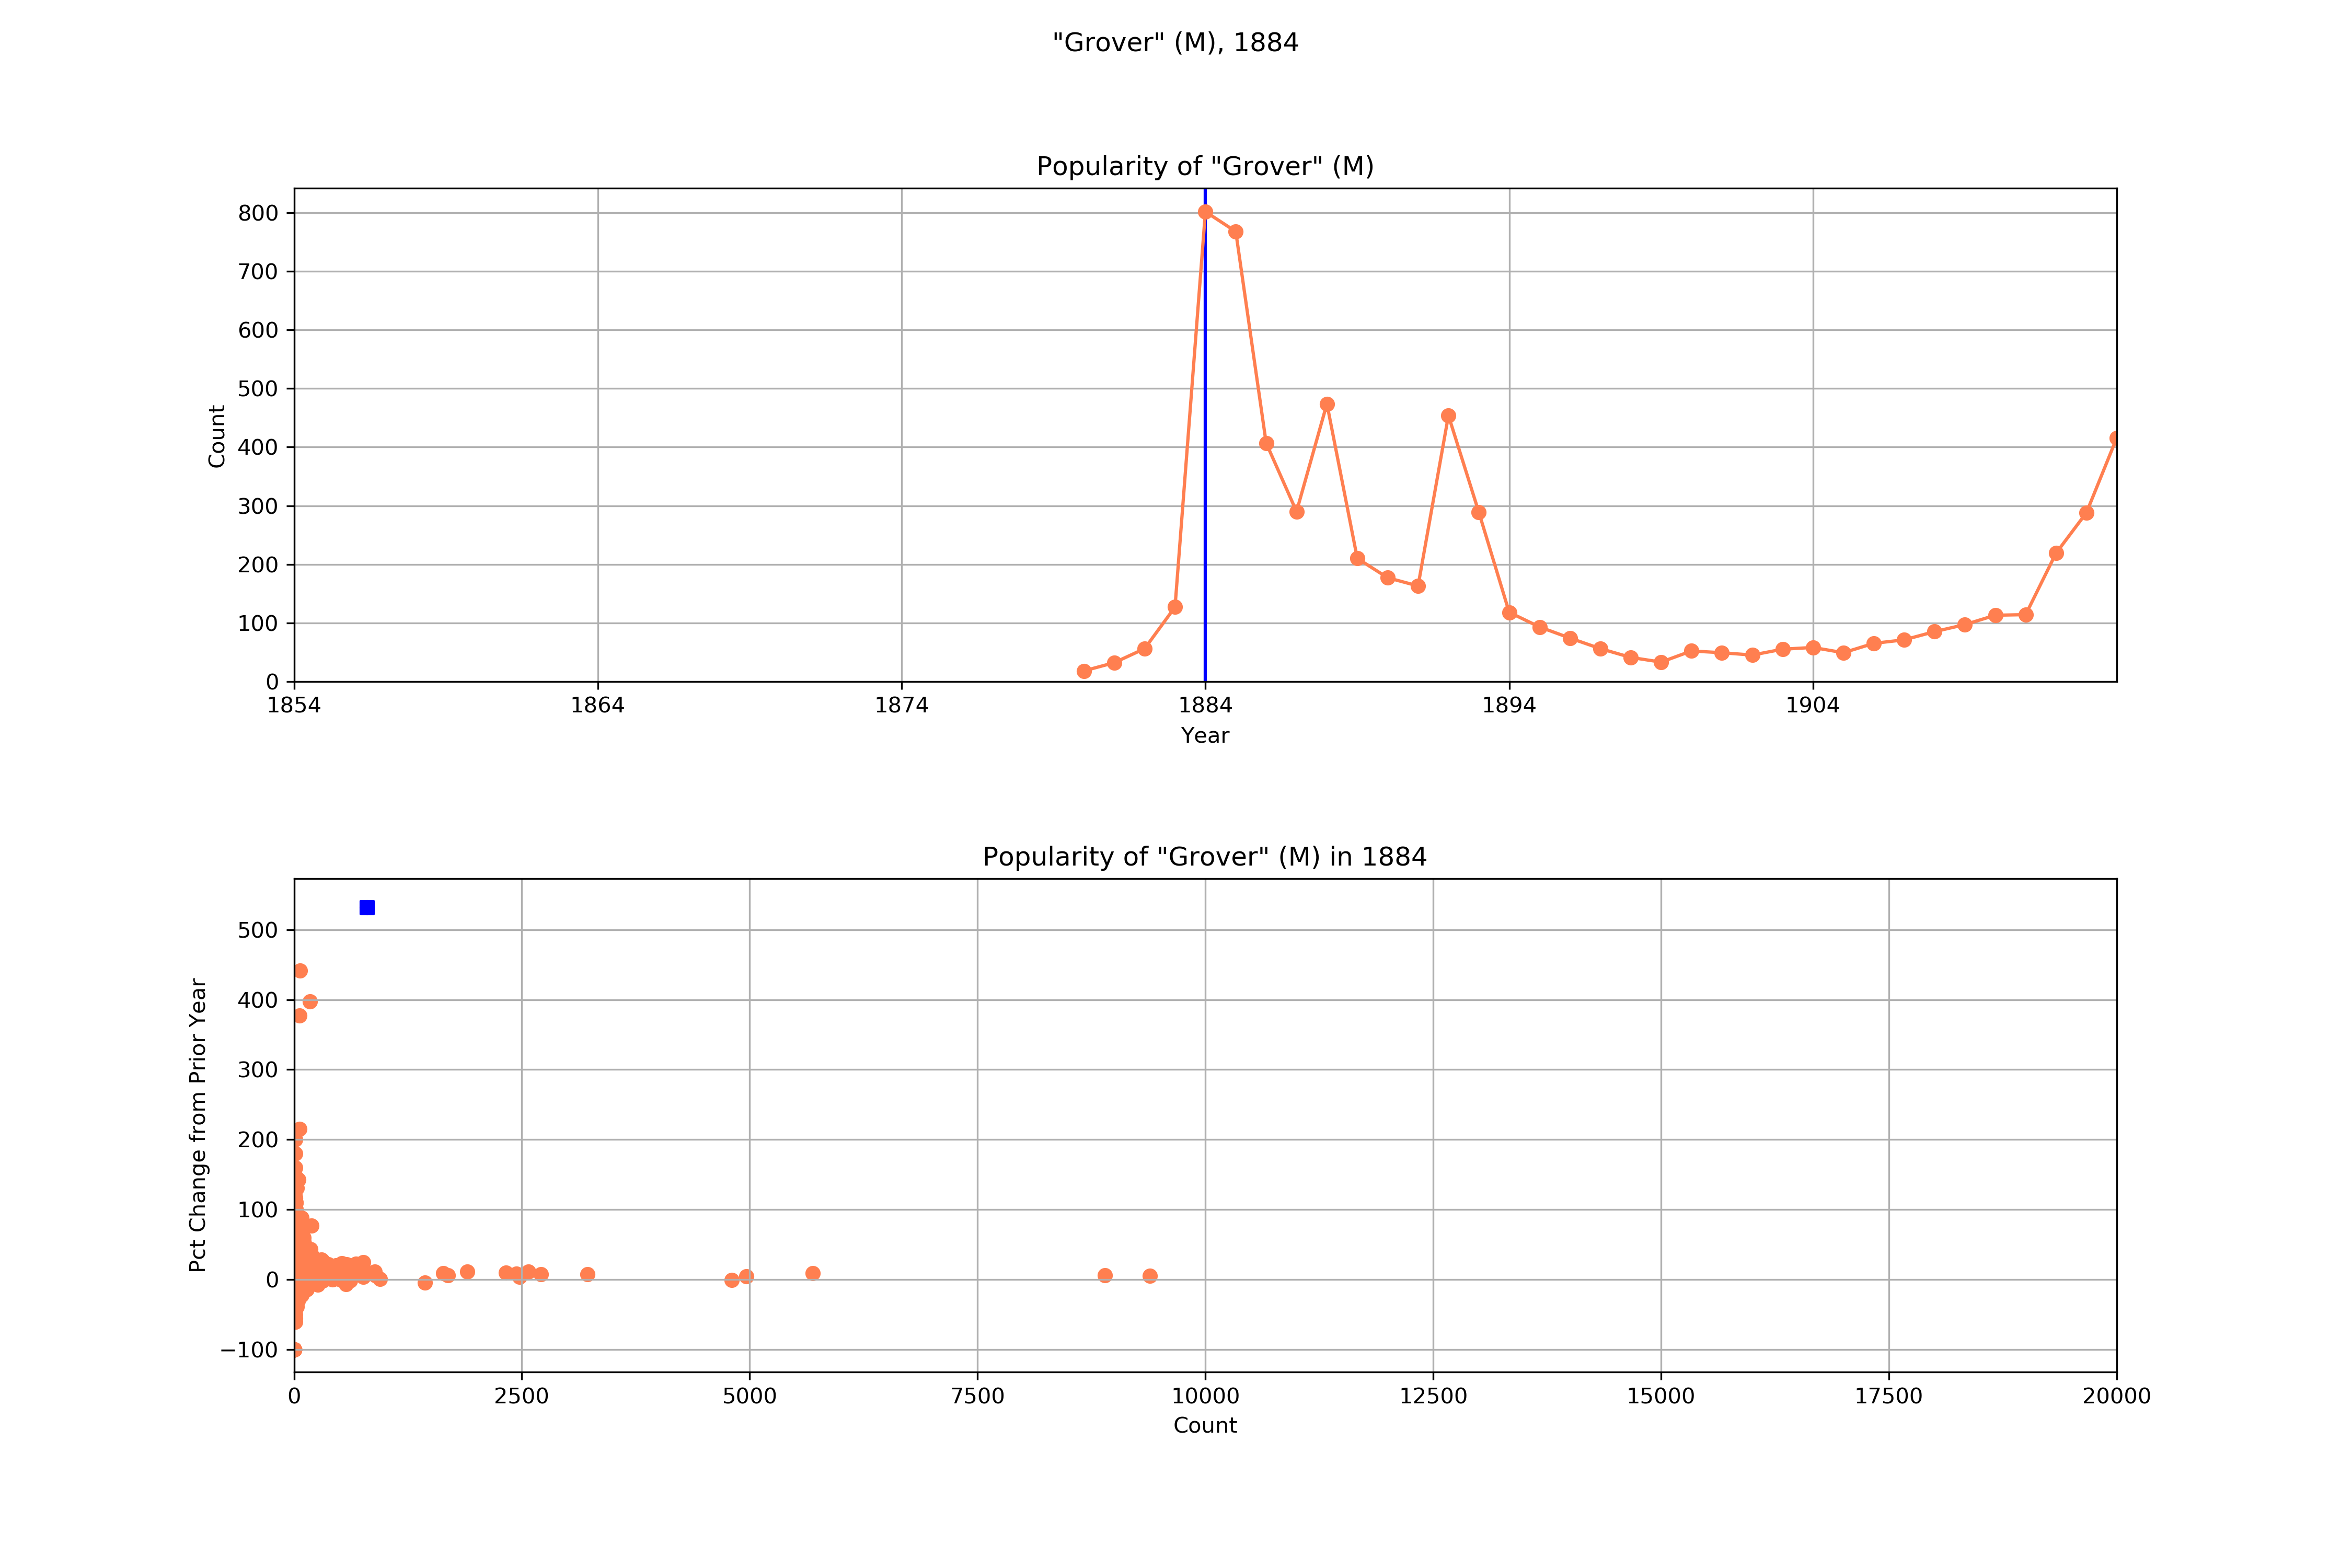 "Grover" (M), 1884
Popularity of "Grover" (M)
800
700
600
500
400
300
200
100
0
Count
1854 1864 1874 1884 1894 1904
Year
Popularity of "Grover" (M) in 1884
500
400
300
200
100
0
−100
Pct Change from Prior Year
0 2500 5000 7500 10000 12500 15000 17500 20000
Count